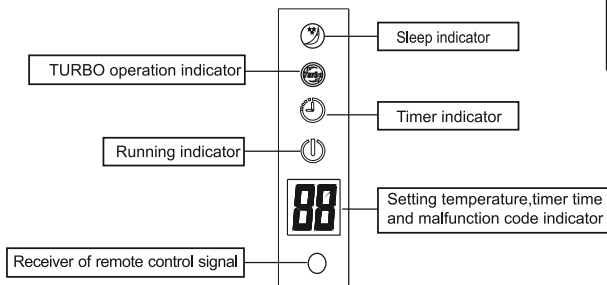 Sleep indicator
TURBO operation indicator
Turbo
Timer indicator
Running indicator
88
Setting temperature,timer time
and malfunction code indicator
Receiver of remote control signal